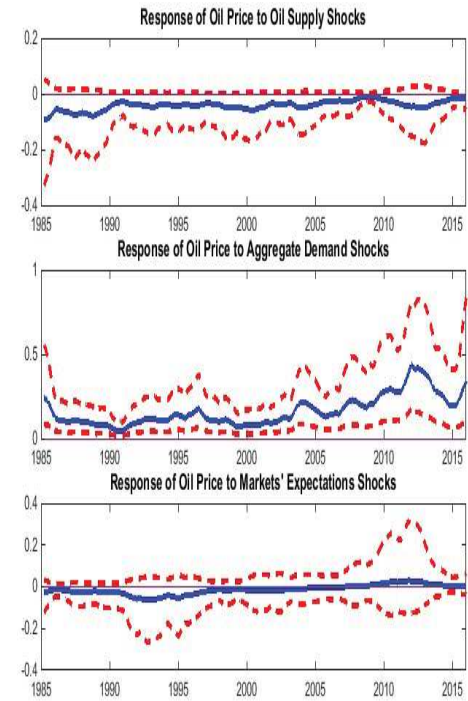 Response of Oil Price to Oil Supply Shocks
0.2
0
-0.2
-0.4
1985 1990 1995 2000 2005 2010 2015
Response of Oil Price to Aggregate Demand Shocks
1
0.5
0
1985 1990 1995 2000 2005 2010 2015
Response of Oil Price to Markets' Expectations Shocks
0.4
0.2
0
-0.2
-0.4
1985 1990 1995 2000 2005 2010 2015